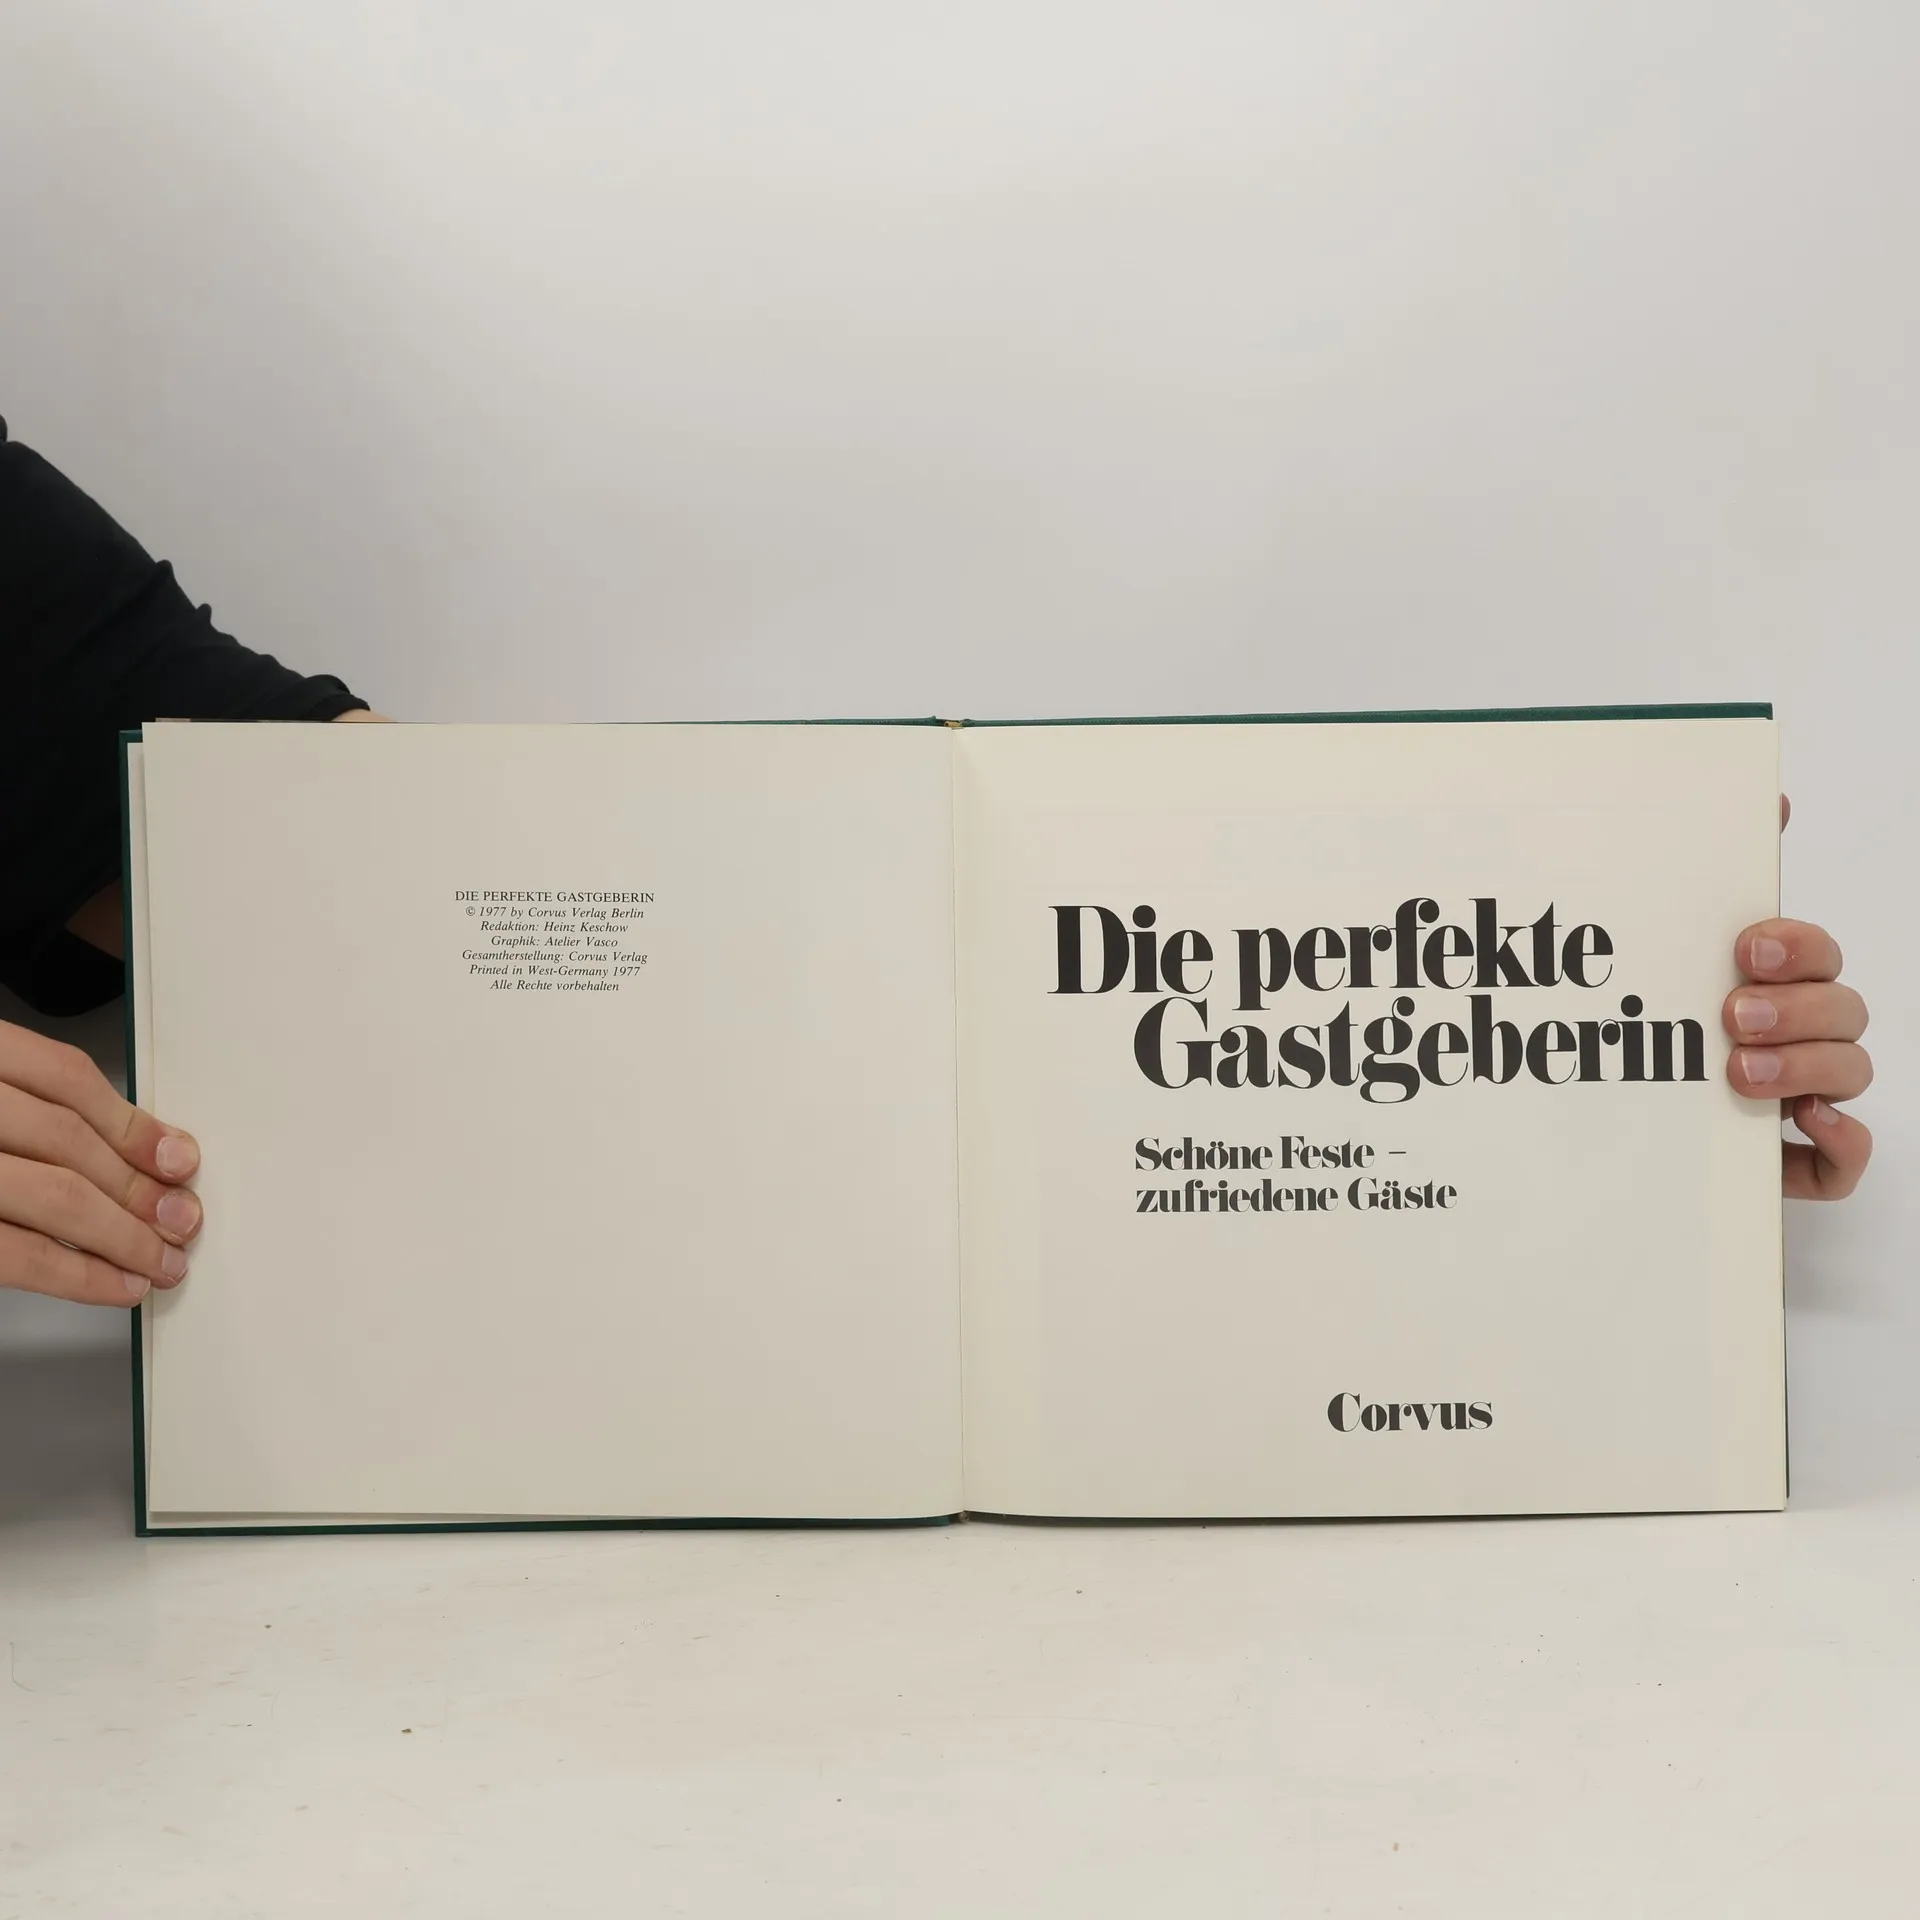 DIE PERFEKTE GASTGEBERIN
© 1977 by Corvus Verlag Berlin
Redaktion: Heinz Keschow
Graphik: Atelier Vasco
Gesamtherstellung: Corvus Verlag
Printed in West-Germany 1977
Alle Rechte vorbehalten
Die perfekte
Gastgeberin
Schöne Feste –
zufriedene Gäste
Corvus